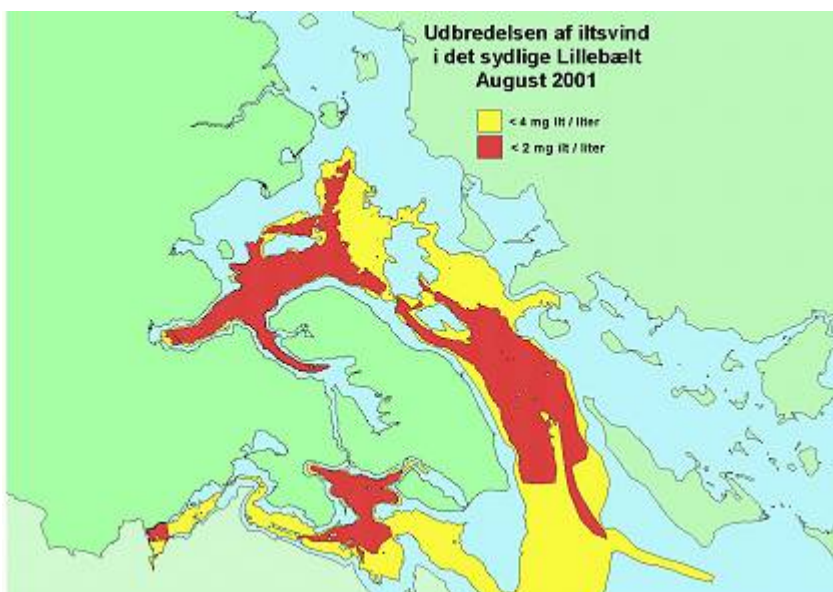 Udbredelsen af iltsvind
i det sydlige Lillebælt
August 2001
< 4 mg ilt / liter
< 2 mg ilt / liter